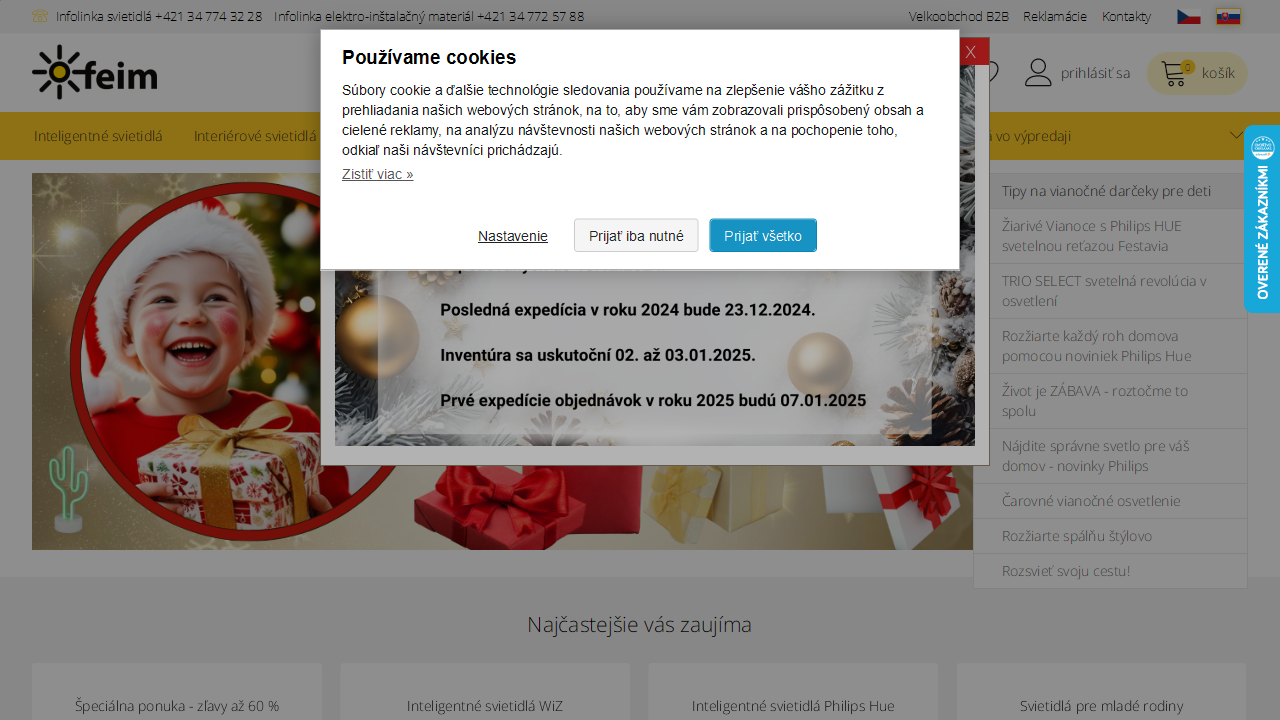 Infolinka svietidlá +421 34 774 32 28 Infolinka elektro-inštalačný materiál +421 34 772 57 88
Veľkoobchod B2B Reklamácie Kontakty
feim
X
prihlásiť sa
0
košík
Používame cookies
Súbory cookie a ďalšie technológie sledovania používame na zlepšenie vášho zážitku z
prehliadania našich webových stránok, na to, aby sme vám zobrazovali prispôsobený obsah a
cielené reklamy, na analýzu návštevnosti našich webových stránok a na pochopenie toho,
odkiaľ naši návštevníci prichádzajú.
Zistiť viac »
Nastavenie
Prijať iba nutné
Prijať všetko
Inteligentné svietidlá
Interiérové svietidlá
vo výpredaji
Posledná expedícia v roku 2024 bude 23.12.2024.
Inventúra sa uskutoční 02. až 03.01.2025.
Prvé expedície objednávok v roku 2025 budú 07.01.2025
Tipy na vianočné darčeky pre deti
Žiarivé Vianoce s Philips HUE
svetelnou reťazou Festavia
TRIO SELECT svetelná revolúcia v
osvetlení
Rozžiarte každý roh domova
pomocou noviniek Philips Hue
Život je ZÁBAVA - roztočme to
spolu
Nájdite správne svetlo pre váš
domov - novinky Philips
Čarovné vianočné osvetlenie
Rozžiarte spálňu štýlovo
Rozsvieť svoju cestu!
OVERENÉ ZÁKAZNÍKMI
Najčastejšie vás zaujíma
Špeciálna ponuka - zľavy až 60 %
Inteligentné svietidlá WiZ
Inteligentné svietidlá Philips Hue
Svietidlá pre mladé rodiny